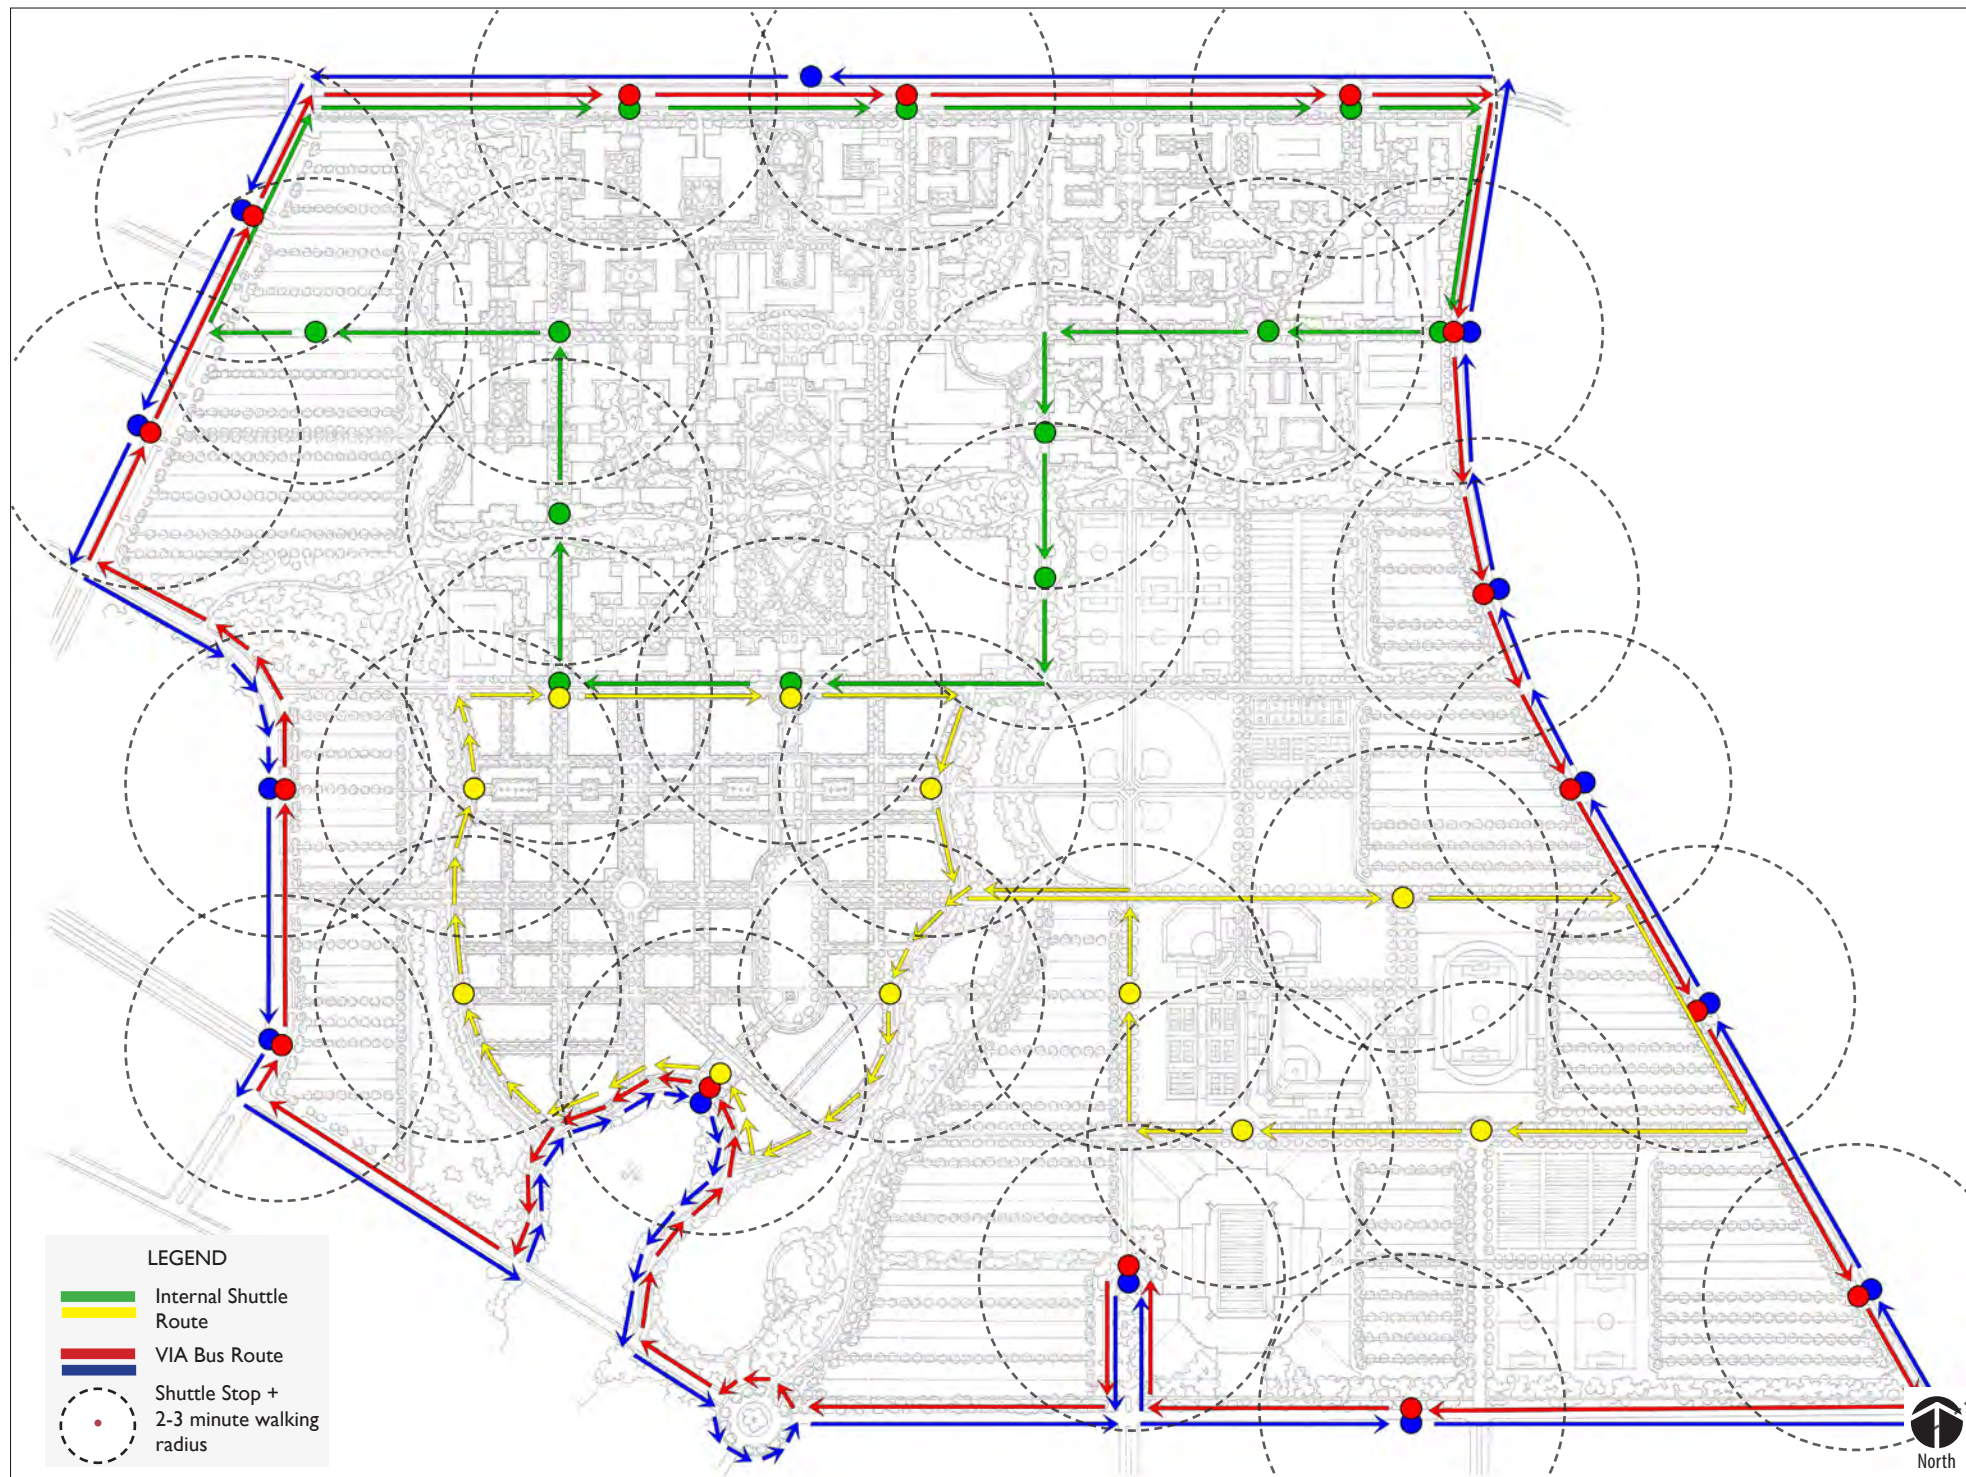 LEGEND
Internal Shuttle
Route
VIA Bus Route
Shuttle Stop +
2-3 minute walking
radius
North